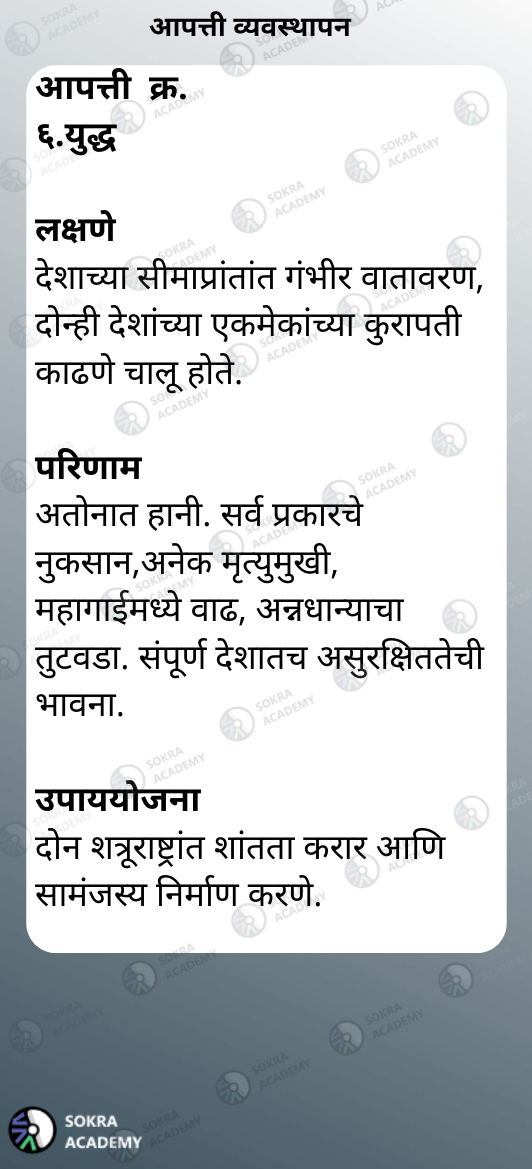 आपत्ती व्यवस्थापन
आपत्ती क्र.
६.युद्ध
लक्षणे
देशाच्या सीमाप्रांतांत गंभीर वातावरण,
दोन्ही देशांच्या एकमेकांच्या कुरापती
काढणे चालू होते.
परिणाम
अतोनात हानी. सर्व प्रकारचे
नुकसान,अनेक मृत्युमुखी,
महागाईमध्ये वाढ, अन्नधान्याचा
तुटवडा. संपूर्ण देशातच असुरक्षिततेची
भावना.
उपाययोजना
दोन शत्रूराष्ट्रांत शांतता करार आणि
सामंजस्य निर्माण करणे.
SOKRA
ACADEMY